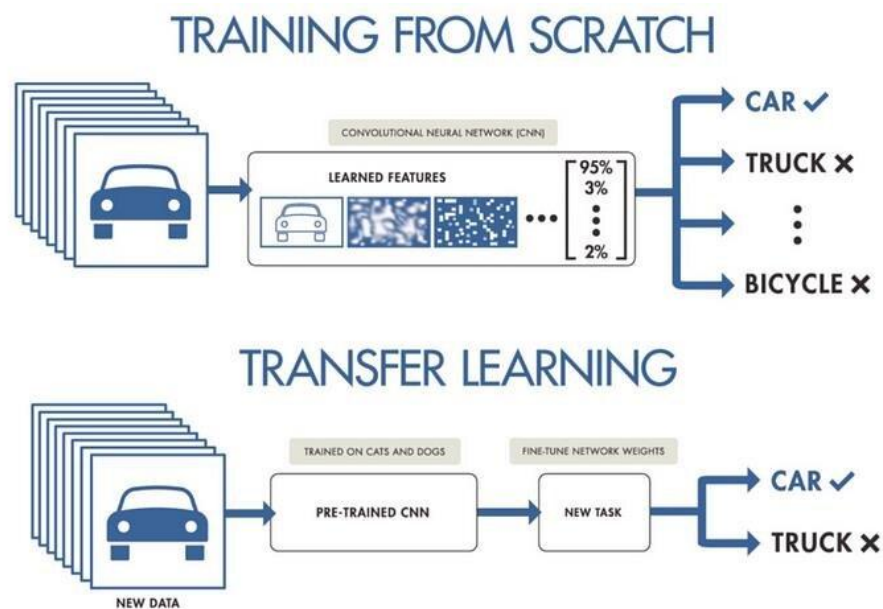 TRAINING FROM SCRATCH
CONVOLUTIONAL NEURAL NETWORK (CNN)
LEARNED FEATURES
95%
3%
2%
CAR ✓
TRUCK ✕
BICYCLE ✕
TRANSFER LEARNING
TRAINED ON CATS AND DOGS
FINE-TUNE NETWORK WEIGHTS
PRE-TRAINED CNN
NEW TASK
CAR ✓
TRUCK ✕
NEW DATA